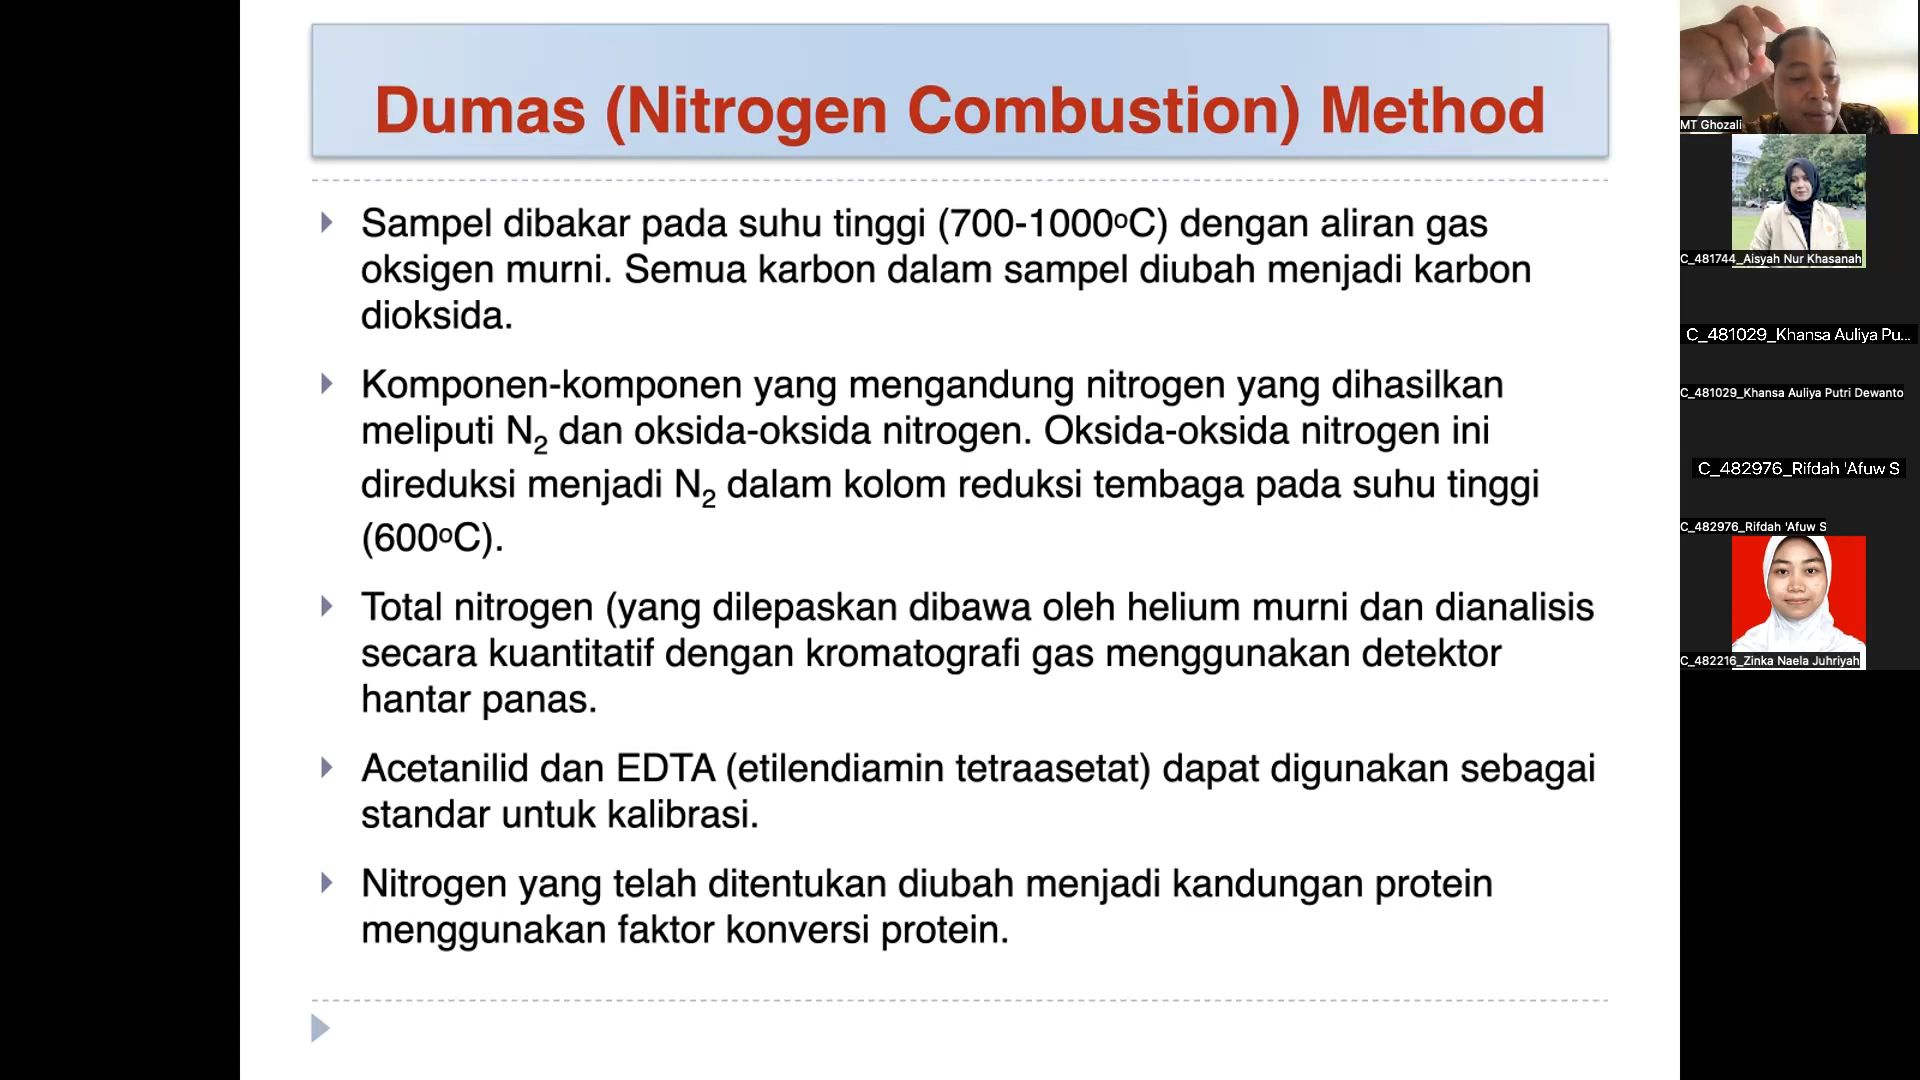 Dumas (Nitrogen Combustion) Method
Sampel dibakar pada suhu tinggi (700-1000ºC) dengan aliran gas
oksigen murni. Semua karbon dalam sampel diubah menjadi karbon
dioksida.
Komponen-komponen yang mengandung nitrogen yang dihasilkan
meliputi N₂ dan oksida-oksida nitrogen. Oksida-oksida nitrogen ini
direduksi menjadi N₂ dalam kolom reduksi tembaga pada suhu tinggi
(600ºC).
Total nitrogen (yang dilepaskan dibawa oleh helium murni dan dianalisis
secara kuantitatif dengan kromatografi gas menggunakan detektor
hantar panas.
Acetanilid dan EDTA (etilendiamin tetraasetat) dapat digunakan sebagai
standar untuk kalibrasi.
Nitrogen yang telah ditentukan diubah menjadi kandungan protein
menggunakan faktor konversi protein.
MT Ghozali
C_481744_Aisyah Nur Khasanah
C_481029_Khansa Auliya Pu...
C_481029_Khansa Auliya Putri Dewanto
C_482976_Rifdah 'Afuw S
C_482976_Rifdah 'Afuw S
C_482216_Zinka Naela Juhriyah